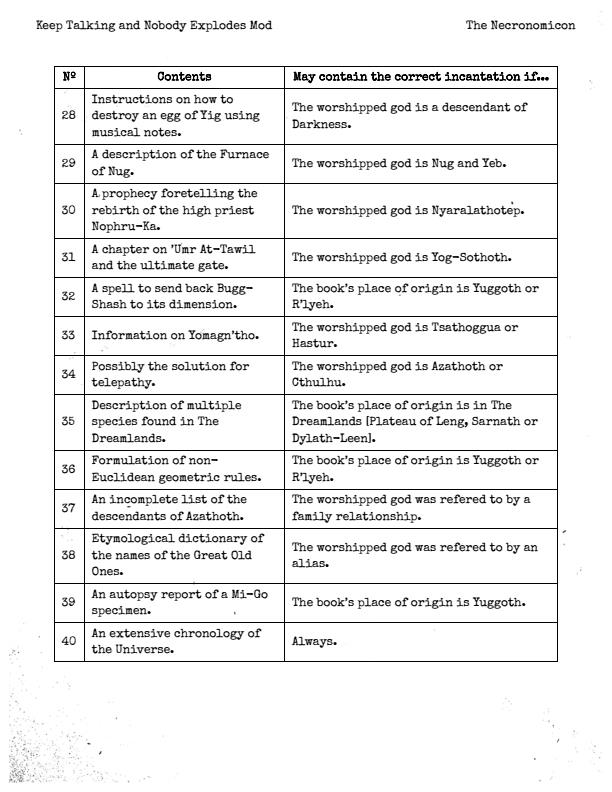 Keep Talking and Nobody Explodes Mod The Necronomicon
Nº Contents May contain the correct incantation if...
28 Instructions on how to
destroy an egg of Yig using
musical notes.
The worshipped god is a descendant of
Darkness.
29 A description of the Furnace
of Nug.
The worshipped god is Nug and Yeb.
30 A prophecy foretelling the
rebirth of the high priest
Nophru-Ka.
The worshipped god is Nyaralathotep.
31 A chapter on 'Umr At-Tawil
and the ultimate gate.
The worshipped god is Yog-Sothoth.
32 A spell to send back Bugg-
Shash to its dimension.
The book's place of origin is Yuggoth or
R'lyeh.
33 Information on Yomagn'tho.
The worshipped god is Tsathoggua or
Hastur.
34 Possibly the solution for
telepathy.
The worshipped god is Azathoth or
Cthulhu.
35 Description of multiple
species found in The
Dreamlands.
The book's place of origin is in The
Dreamlands [Plateau of Leng, Sarnath or
Dylath-Leen].
36 Formulation of non-
Euclidean geometric rules.
The book's place of origin is Yuggoth or
R'lyeh.
37 An incomplete list of the
descendants of Azathoth.
The worshipped god was refered to by a
family relationship.
38 Etymological dictionary of
the names of the Great Old
Ones.
The worshipped god was refered to by an
alias.
39 An autopsy report of a Mi-Go
specimen.
The book's place of origin is Yuggoth.
40 An extensive chronology of
the Universe.
Always.